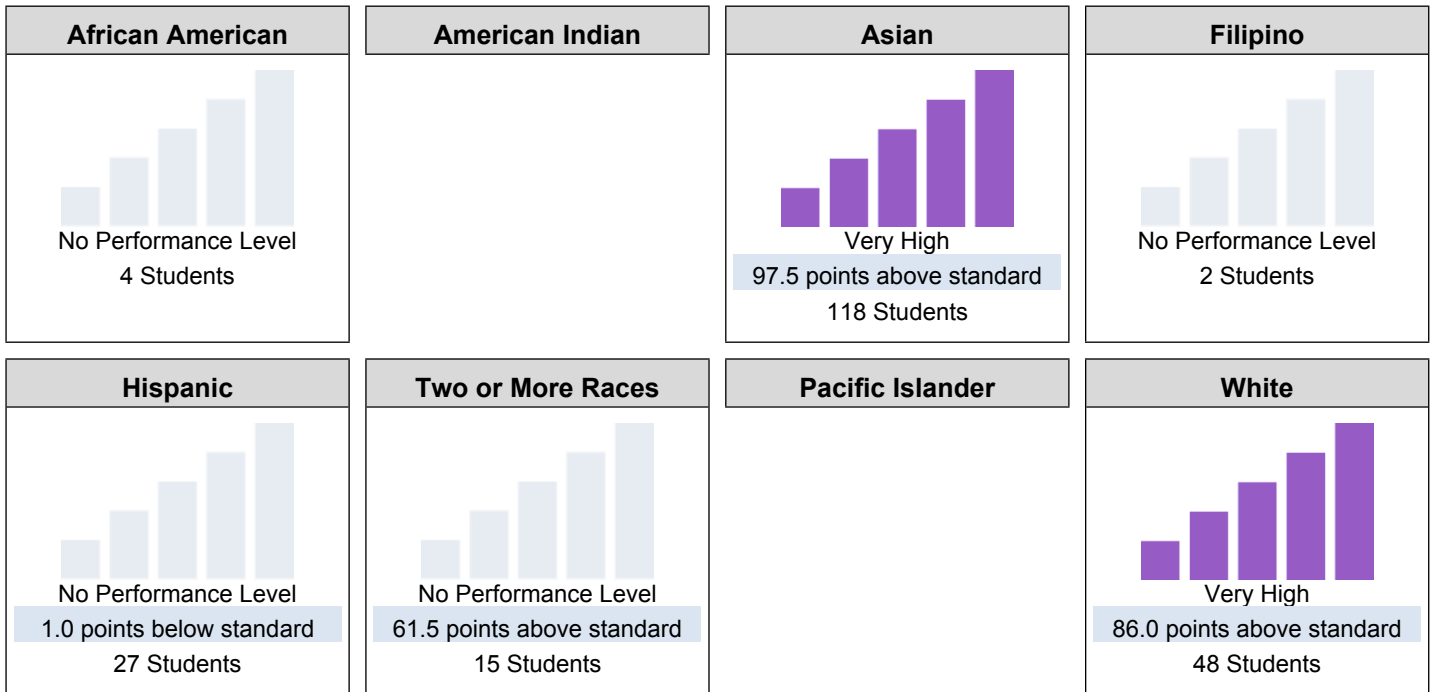 African American
No Performance Level
4 Students
American Indian
Asian
Very High
97.5 points above standard
118 Students
Filipino
No Performance Level
2 Students
Hispanic
No Performance Level
1.0 points below standard
27 Students
Two or More Races
No Performance Level
61.5 points above standard
15 Students
Pacific Islander
White
Very High
86.0 points above standard
48 Students